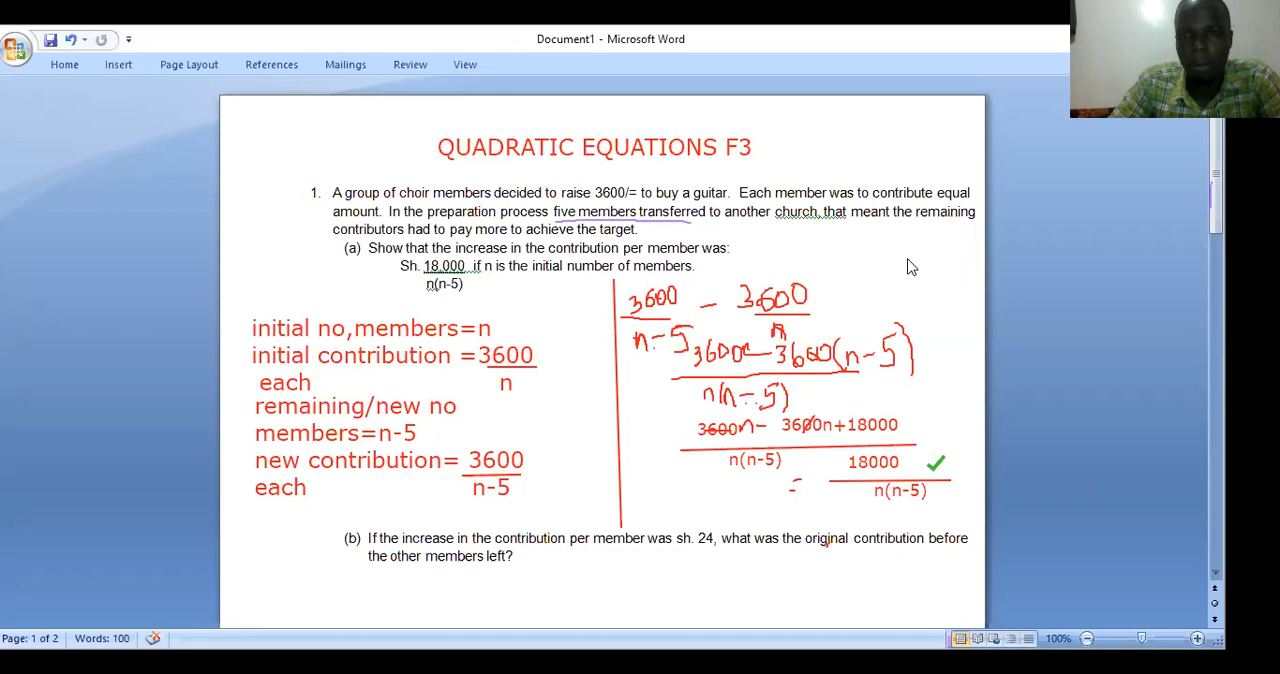 Document1 - Microsoft Word
Home Insert Page Layout References Mailings Review View
QUADRATIC EQUATIONS F3
1. A group of choir members decided to raise 3600/= to buy a guitar. Each member was to contribute equal
amount. In the preparation process five members transferred to another church, that meant the remaining
contributors had to pay more to achieve the target.
(a) Show that the increase in the contribution per member was:
Sh. 18,000 if n is the initial number of members.
n(n-5)
initial no,members=n
initial contribution =3600
each n
remaining/new no
members=n-5
new contribution= 3600
each n-5
3600 - 3600
n-5 n
3600n-3600(n-5)
n(n-5)
3600n- 3600n+18000
n(n-5)
18000
= n(n-5)
(b) If the increase in the contribution per member was sh. 24, what was the original contribution before
the other members left?
Page: 1 of 2 Words: 100 100%